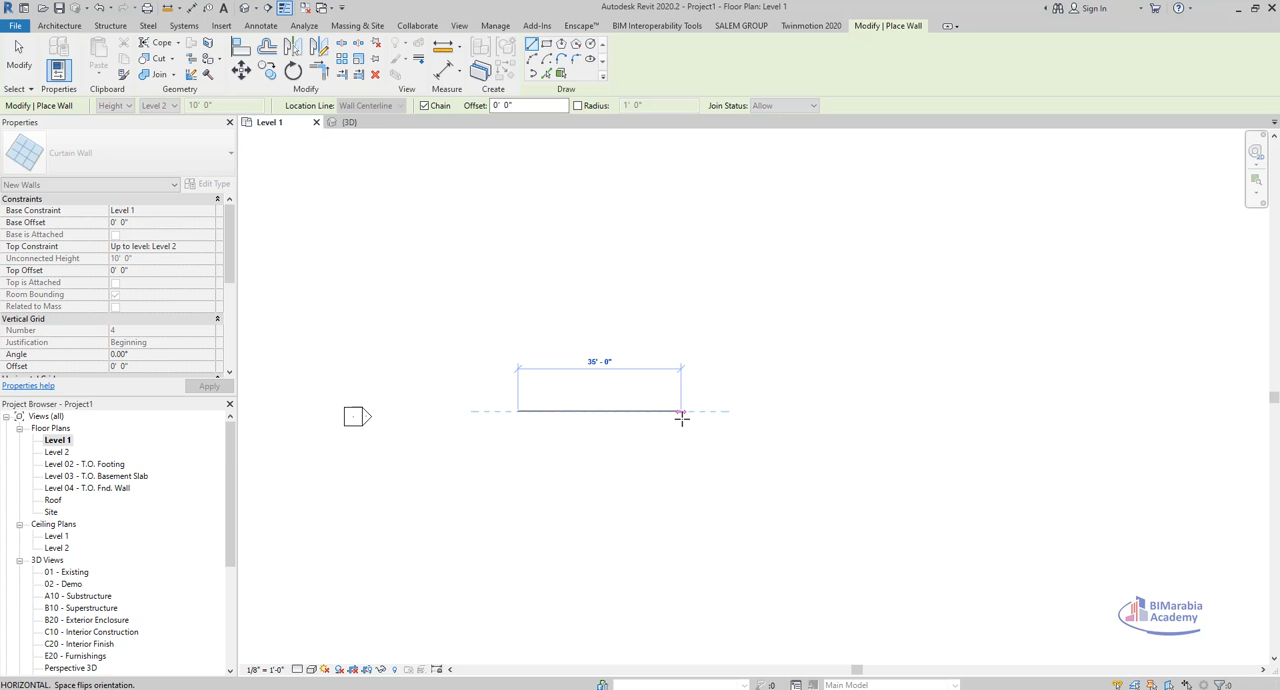 Autodesk Revit 2020.2 - Project1 - Floor Plan: Level 1
Sign In
File Architecture Structure Steel Systems Insert Annotate Analyze Massing & Site Collaborate View Manage Add-Ins Enscape™ BIM Interoperability Tools SALEM GROUP Twinmotion 2020 Modify | Place Wall
Modify
Paste
Cope
Cut
Join
Select Properties Clipboard Geometry Modify View Measure Create Draw
Modify | Place Wall Height Level 2 10' 0" Location Line: Wall Centerline Chain Offset: 0' 0" Radius: 1' 0" Join Status: Allow
Properties
Level 1
{3D}
Curtain Wall
New Walls
Edit Type
Constraints
Base Constraint Level 1
Base Offset 0' 0"
Base is Attached
Top Constraint Up to level: Level 2
Unconnected Height 10' 0"
Top Offset 0' 0"
Top is Attached
Room Bounding
Related to Mass
Vertical Grid
Number 4
Justification Beginning
Angle 0.00°
Offset 0' 0"
Properties help
Apply
35' - 0"
Project Browser - Project1
Views (all)
Floor Plans
Level 1
Level 2
Level 02 - T.O. Footing
Level 03 - T.O. Basement Slab
Level 04 - T.O. Fnd. Wall
Roof
Site
Ceiling Plans
Level 1
Level 2
3D Views
01 - Existing
02 - Demo
A10 - Substructure
B10 - Superstructure
B20 - Exterior Enclosure
C10 - Interior Construction
C20 - Interior Finish
E20 - Furnishings
Perspective 3D
BIMarabia
Academy
1/8" = 1'-0"
HORIZONTAL. Space flips orientation.
:0
Main Model
:0